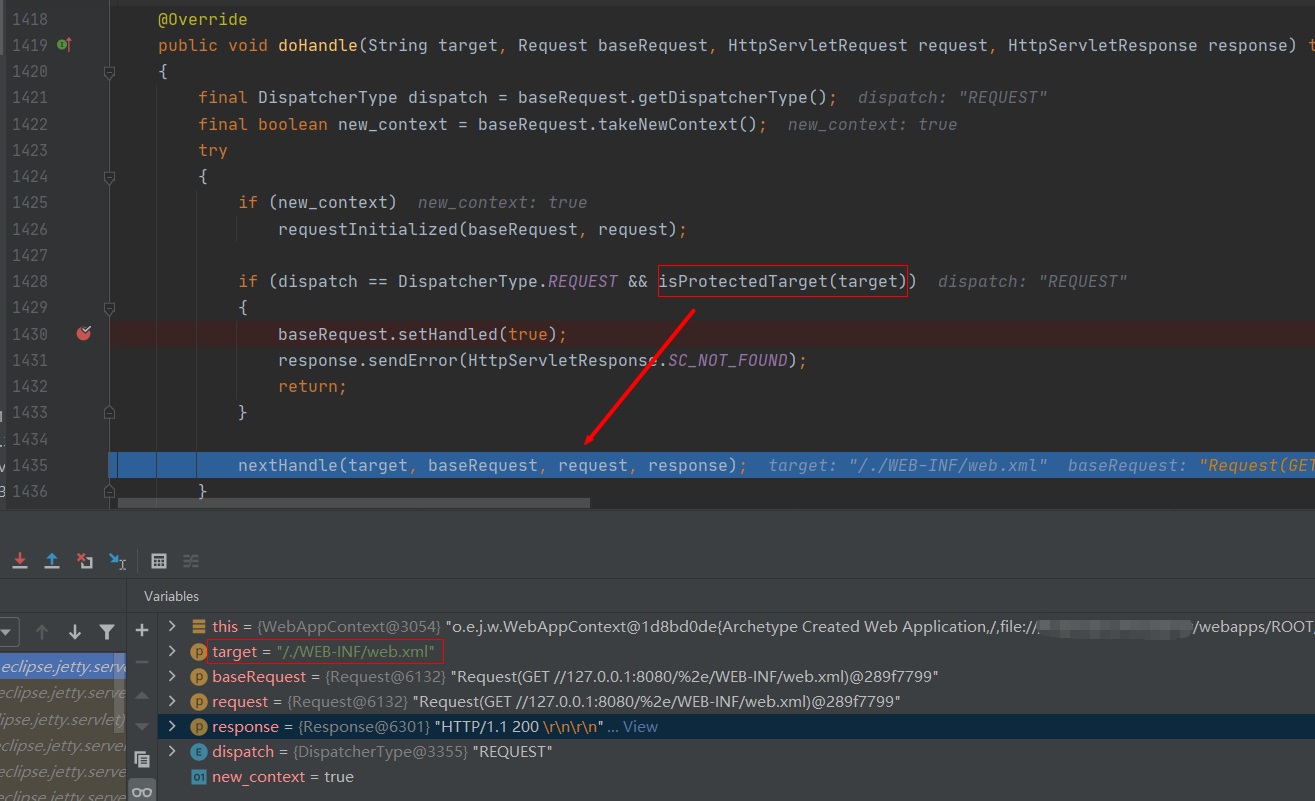 1418 @Override
1419 public void doHandle(String target, Request baseRequest, HttpServletRequest request, HttpServletResponse response) t
1420 {
1421 final DispatcherType dispatch = baseRequest.getDispatcherType(); dispatch: "REQUEST"
1422 final boolean new_context = baseRequest.takeNewContext(); new_context: true
1423 try
1424 {
1425 if (new_context) new_context: true
1426 requestInitialized(baseRequest, request);
1427
1428 if (dispatch == DispatcherType.REQUEST && isProtectedTarget(target)) dispatch: "REQUEST"
1429 {
1430 baseRequest.setHandled(true);
1431 response.sendError(HttpServletResponse.SC_NOT_FOUND);
1432 return;
1433 }
1434
1435 nextHandle(target, baseRequest, request, response); target: "/./WEB-INF/web.xml" baseRequest: "Request(GET
1436 }
Variables
this = {WebAppContext@3054} "o.e.j.w.WebAppContext@1d8bd0de{Archetype Created Web Application,/,file:// /webapps/ROOT,
target = "/./WEB-INF/web.xml"
eclipse.jetty.serve
baseRequest = {Request@6132} "Request(GET //127.0.0.1:8080/%2e/WEB-INF/web.xml)@289f7799"
eclipse.jetty.serve
request = {Request@6132} "Request(GET //127.0.0.1:8080/%2e/WEB-INF/web.xml)@289f7799"
lipse.jetty.servlet)
response = {Response@6301} "HTTP/1.1 200 \r\n\r\n" ... View
eclipse.jetty.server
dispatch = {DispatcherType@3355} "REQUEST"
eclipse.jetty.serve
new_context = true
eclipse.jetty.serve